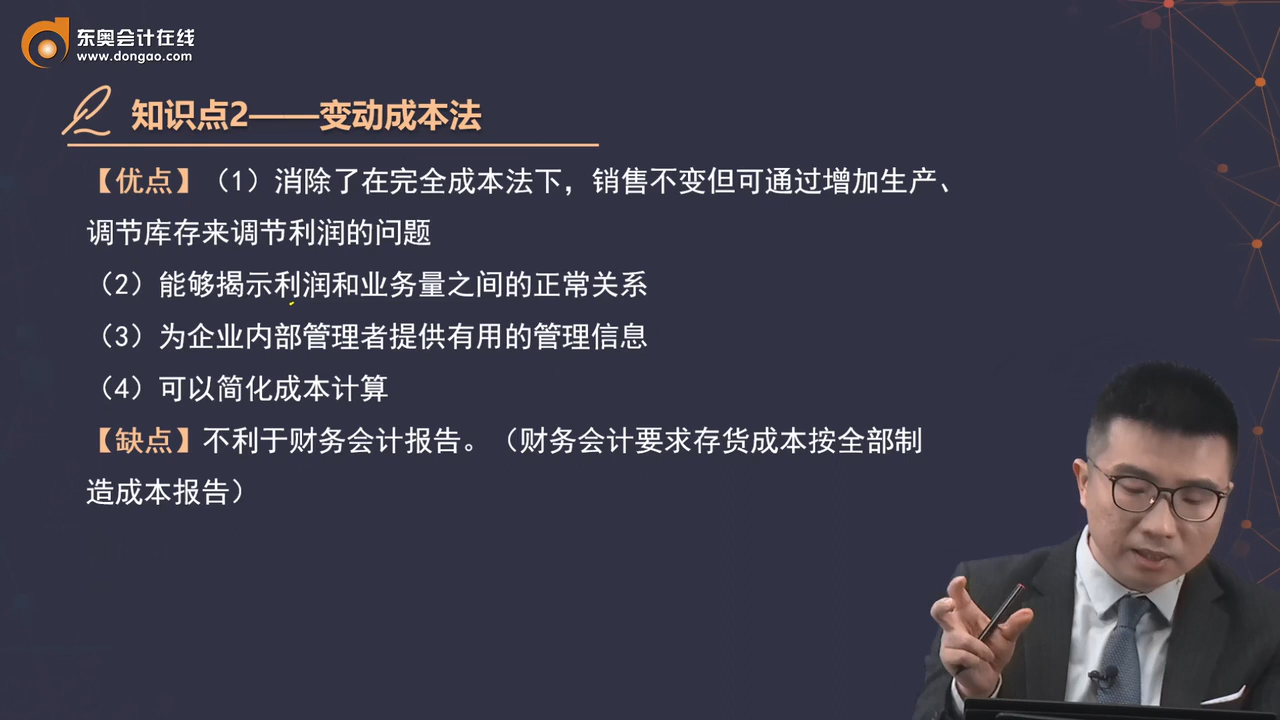 东奥会计在线
www.dongao.com
知识点2——变动成本法
【优点】（1）消除了在完全成本法下，销售不变但可通过增加生产、
调节库存来调节利润的问题
（2）能够揭示利润和业务量之间的正常关系
（3）为企业内部管理者提供有用的管理信息
（4）可以简化成本计算
【缺点】不利于财务会计报告。（财务会计要求存货成本按全部制
造成本报告）